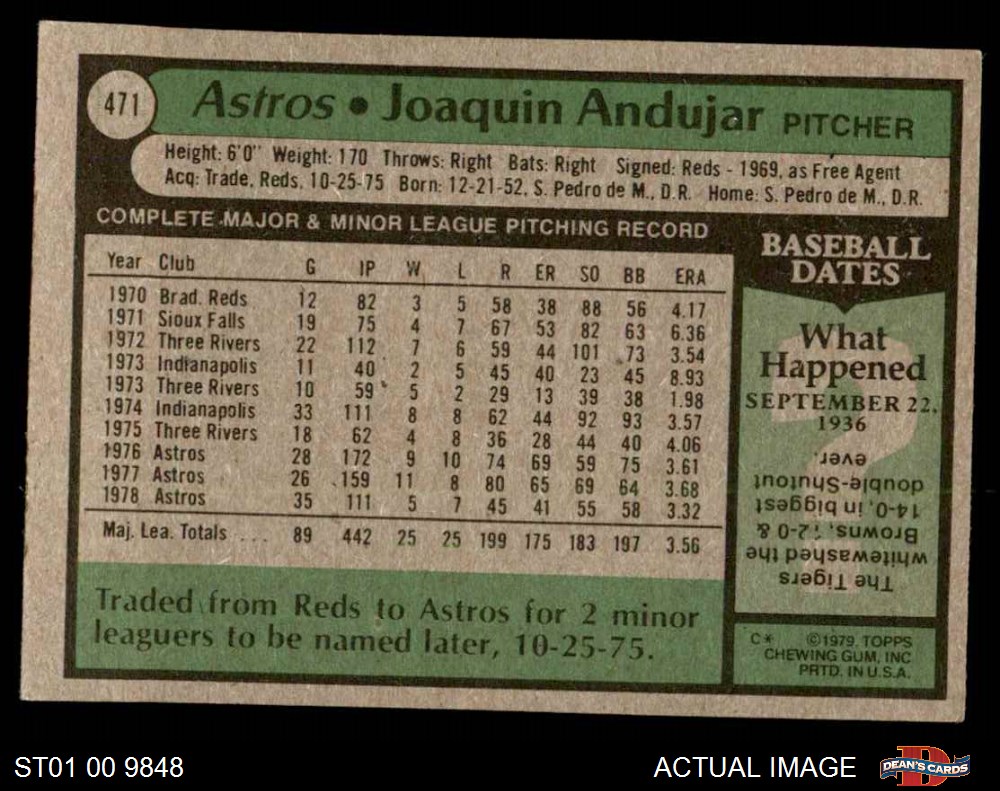 471
Astros • Joaquin Andujar PITCHER
Height: 6'0" Weight: 170 Throws: Right Bats: Right Signed: Reds - 1969, as Free Agent
Acq: Trade, Reds, 10-25-75 Born: 12-21-52, S. Pedro de M., D.R. Home: S. Pedro de M., D.R.
COMPLETE MAJOR & MINOR LEAGUE PITCHING RECORD
Year Club G IP W L R ER SO BB ERA
1970 Brad. Reds 12 82 3 5 58 38 88 56 4.17
1971 Sioux Falls 19 75 4 7 67 53 82 63 6.36
1972 Three Rivers 22 112 7 6 59 44 101 73 3.54
1973 Indianapolis 11 40 2 5 45 40 23 45 8.93
1973 Three Rivers 10 59 5 2 29 13 39 38 1.98
1974 Indianapolis 33 111 8 8 62 44 92 93 3.57
1975 Three Rivers 18 62 4 8 36 28 44 40 4.06
1976 Astros 28 172 9 10 74 69 59 75 3.61
1977 Astros 26 159 11 8 80 65 69 64 3.68
1978 Astros 35 111 5 7 45 41 55 58 3.32
Maj. Lea. Totals ... 89 442 25 25 199 175 183 197 3.56
Traded from Reds to Astros for 2 minor
leaguers to be named later, 10-25-75.
BASEBALL
DATES
What
Happened
SEPTEMBER 22,
1936
The Tigers
whitewashed the
Browns, 12-0 &
14-0, in biggest
double-shutout
ever.
C* ©1979, TOPPS
CHEWING GUM, INC
PRTD. IN U.S.A.
ST01 00 9848
ACTUAL IMAGE
D
DEAN'S CARDS